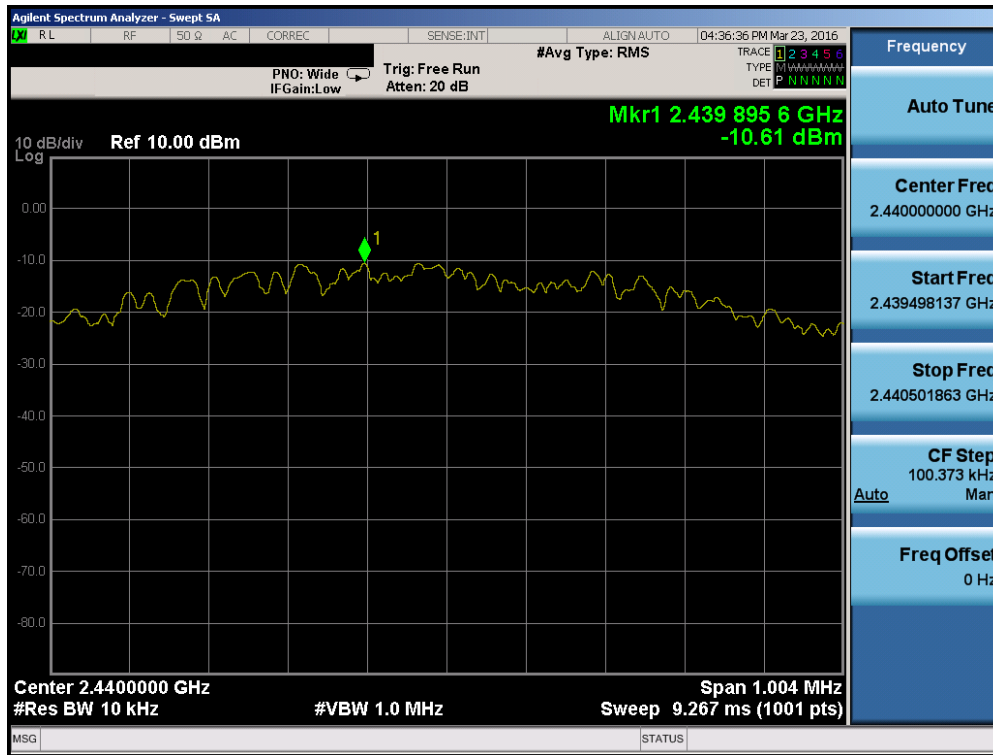 Agilent Spectrum Analyzer - Swept SA
LXI RL RF 50 Ω AC CORREC SENSE:INT ALIGN AUTO 04:36:36 PM Mar 23, 2016
#Avg Type: RMS
TRACE 1 2 3 4 5 6
PNO: Wide Trig: Free Run
TYPE M W W W W W
IFGain:Low Atten: 20 dB
DET P N N N N N
Mkr1 2.439 895 6 GHz
-10.61 dBm
10 dB/div Ref 10.00 dBm
Log
0.00
1
-10.0
-20.0
-30.0
-40.0
-50.0
-60.0
-70.0
-80.0
Center 2.4400000 GHz Span 1.004 MHz
#Res BW 10 kHz #VBW 1.0 MHz Sweep 9.267 ms (1001 pts)
MSG STATUS
Frequency
Auto Tune
Center Freq
2.440000000 GHz
Start Freq
2.439498137 GHz
Stop Freq
2.440501863 GHz
CF Step
100.373 kHz
Auto Man
Freq Offset
0 Hz